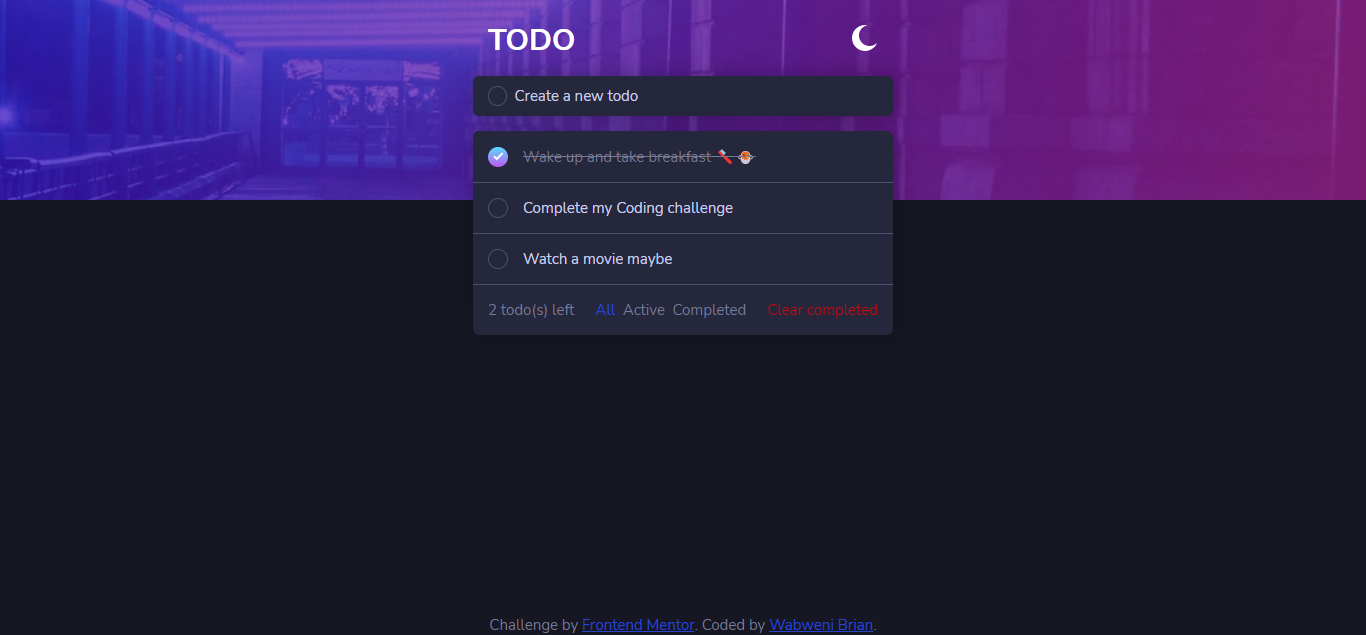 TODO
Create a new todo
Wake up and take breakfast
Complete my Coding challenge
Watch a movie maybe
2 todo(s) left All Active Completed Clear completed
Challenge by Frontend Mentor. Coded by Wabweni Brian.